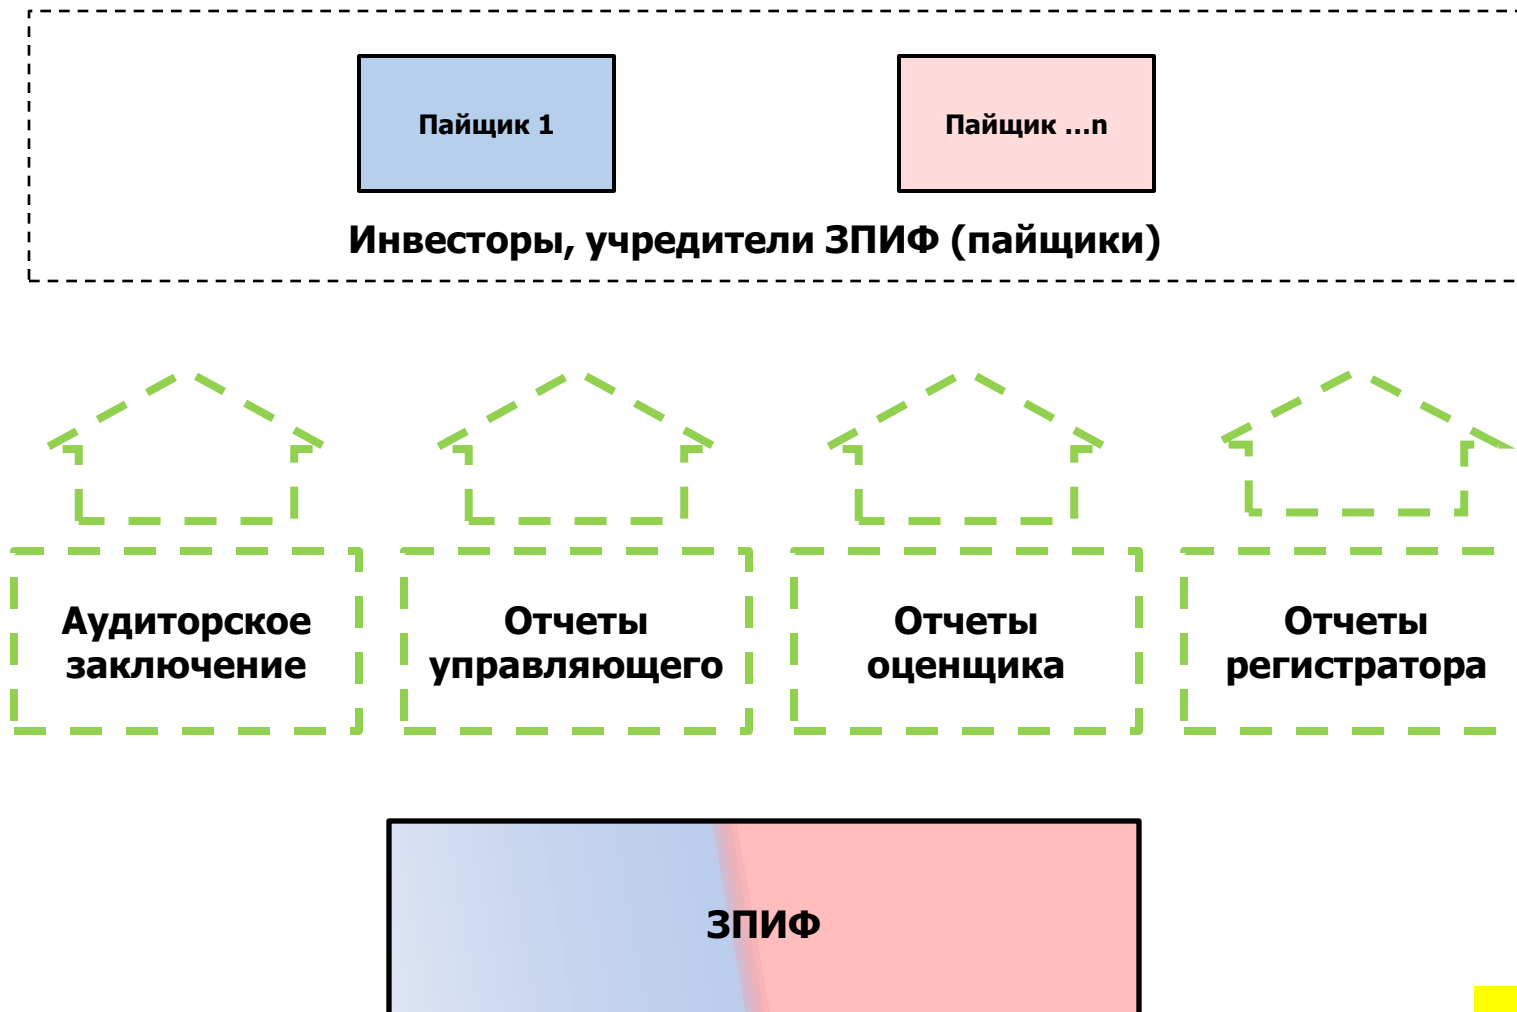 Пайщик 1
Пайщик ...n
Инвесторы, учредители ЗПИФ (пайщики)
Аудиторское
заключение
Отчеты
управляющего
Отчеты
оценщика
Отчеты
регистратора
ЗПИФ